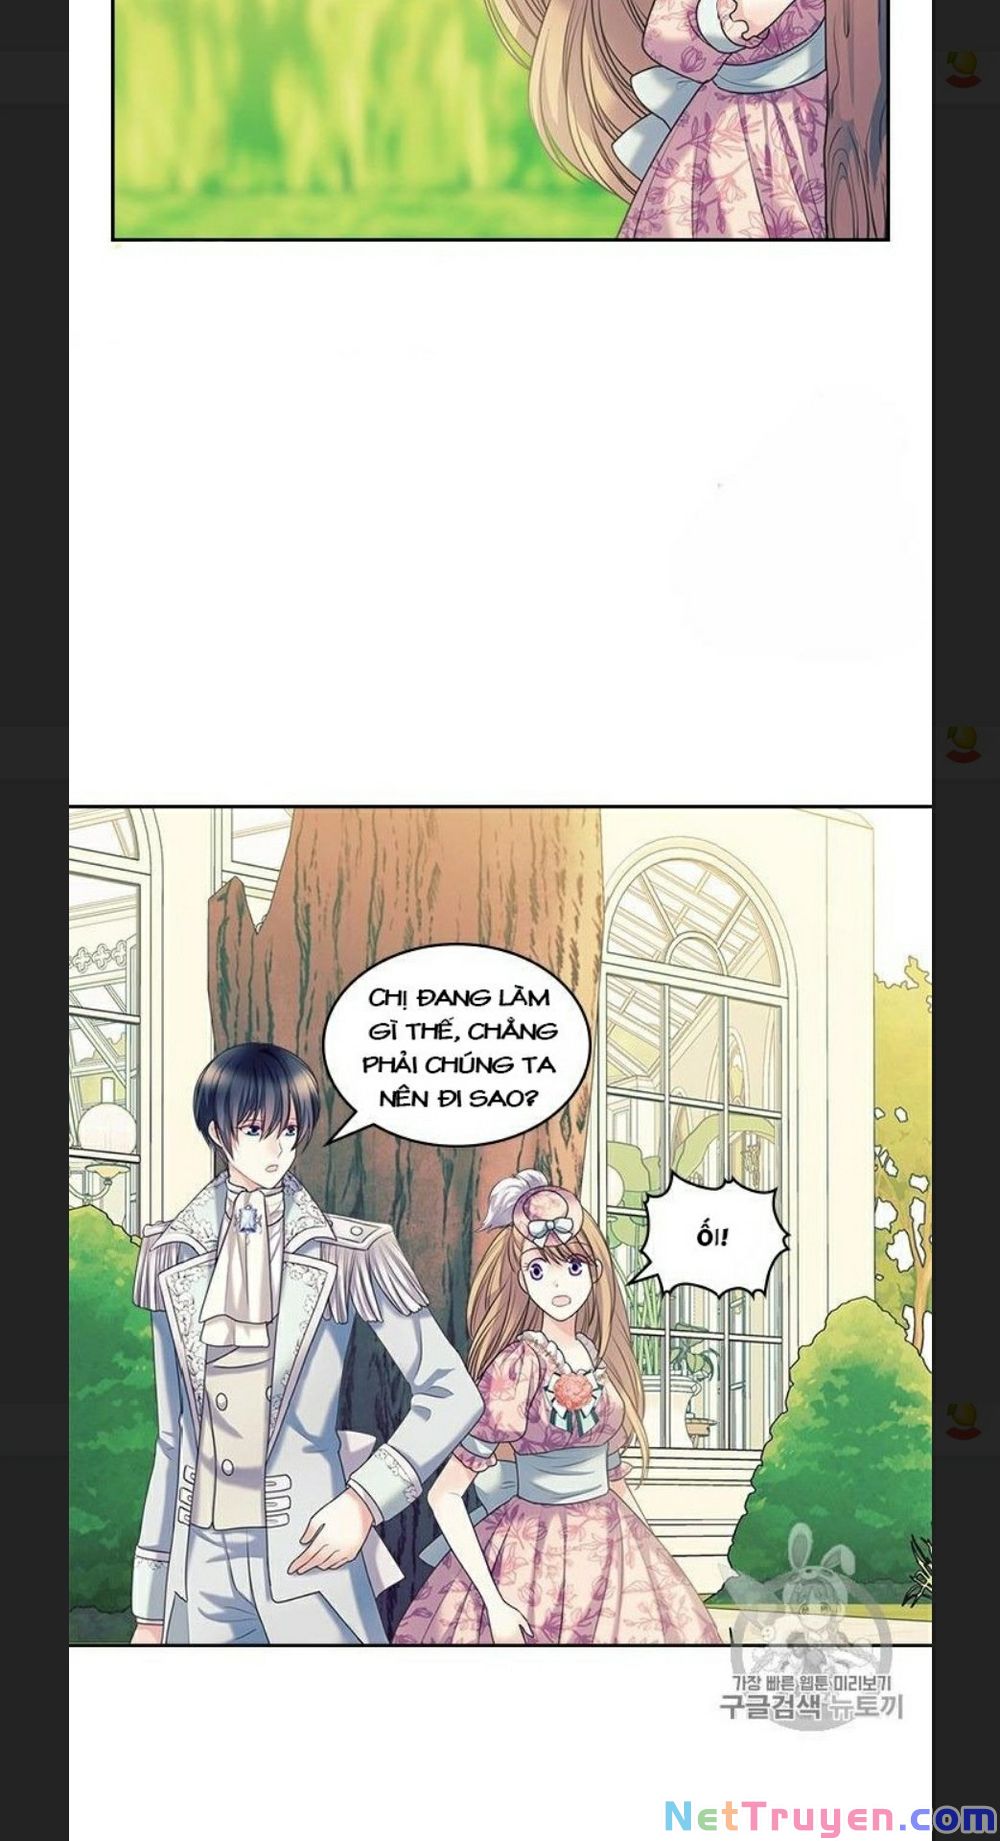 CHỊ ĐANG LÀM
GÌ THẾ, CHẲNG
PHẢI CHÚNG TA
NÊN ĐI SAO?
ỐI!
가장 빠른 웹툰 미리보기
구글검색 뉴토끼
NetTruyen.com